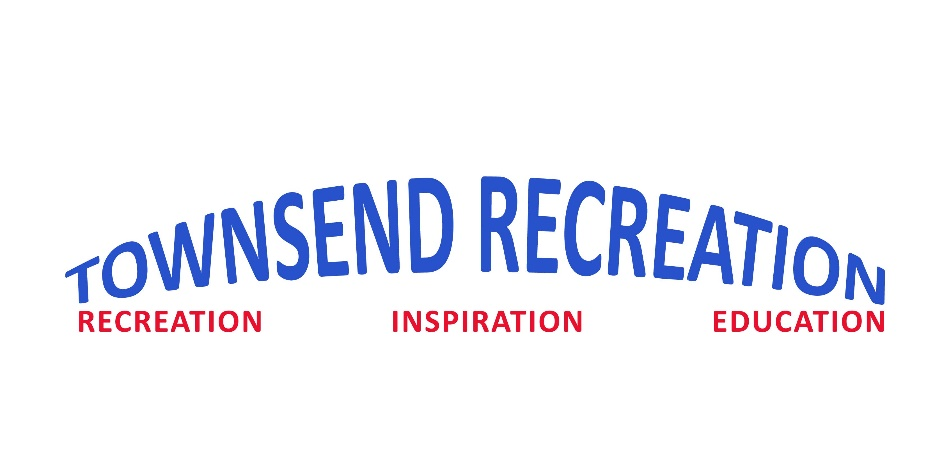 TOWNSEND RECREATION
RECREATION INSPIRATION EDUCATION